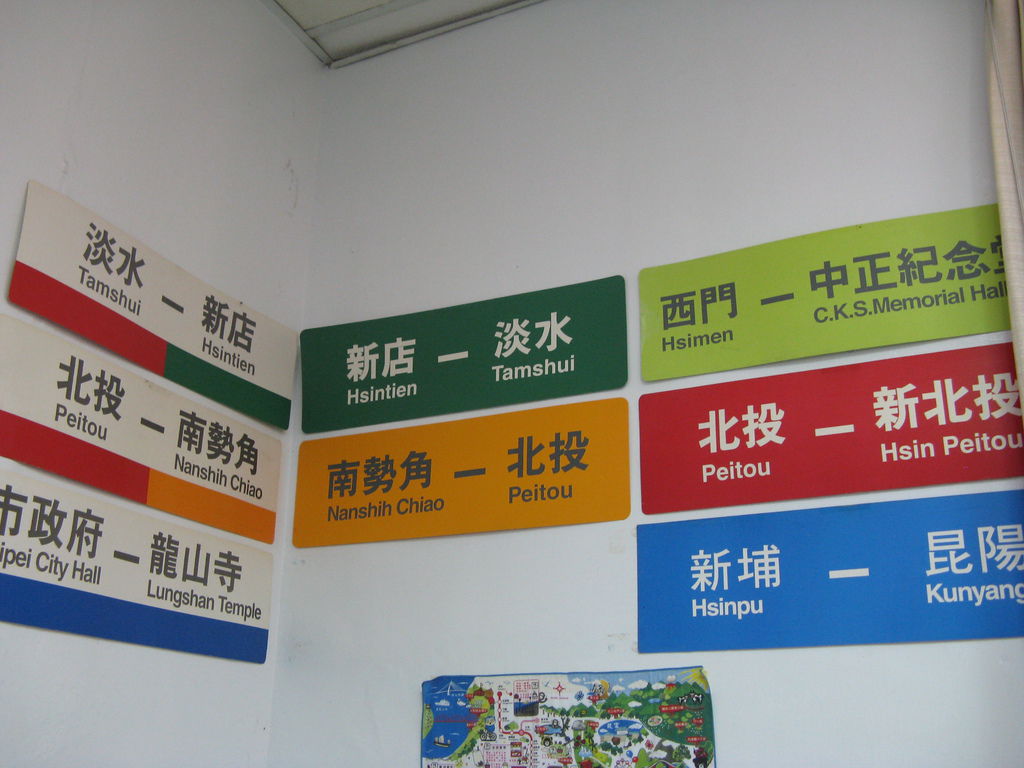 淡水 — 新店
Tamshui Hsintien
北投 — 南勢角
Peitou Nanshih Chiao
市政府 — 龍山寺
City Hall Lungshan Temple
新店 — 淡水
Hsintien Tamshui
南勢角 — 北投
Nanshih Chiao Peitou
西門 — 中正紀念堂
Hsimen C.K.S.Memorial Hall
北投 — 新北投
Peitou Hsin Peitou
新埔 — 昆陽
Hsinpu Kunyang